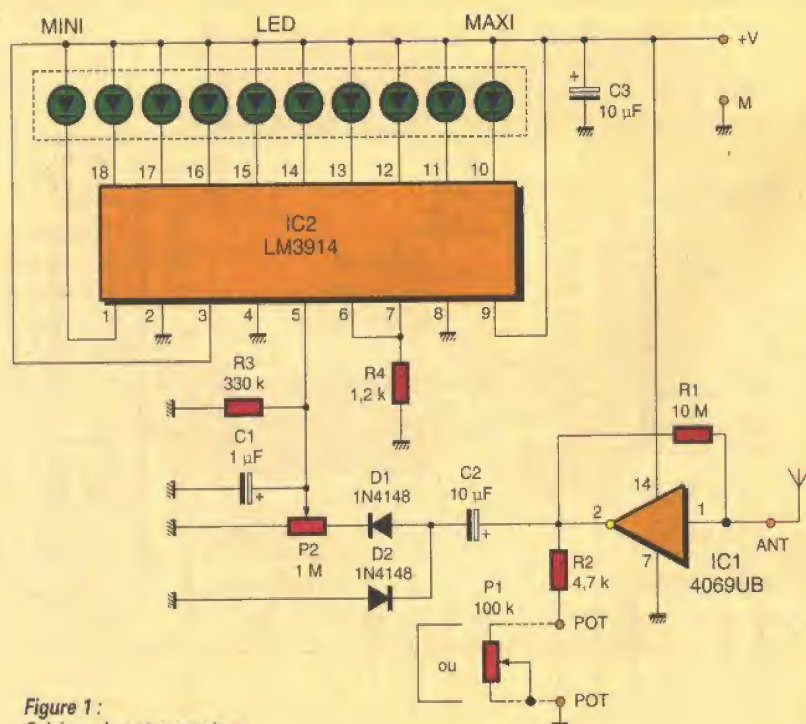 MINI LED MAXI
+V
C3
10 µF
M
18 17 16 15 14 13 12 11 10
IC2
LM3914
1 2 3 4 5 6 7 8 9
R3
330 k
R4
1,2 k
R1
10 M
C1
1 µF
D1
1N4148
C2
10 µF
14
2
1
ANT
P2
1 M
D2
1N4148
R2
4,7 k
7
IC1
4069UB
P1
100 k
POT
ou
POT
Figure 1 :